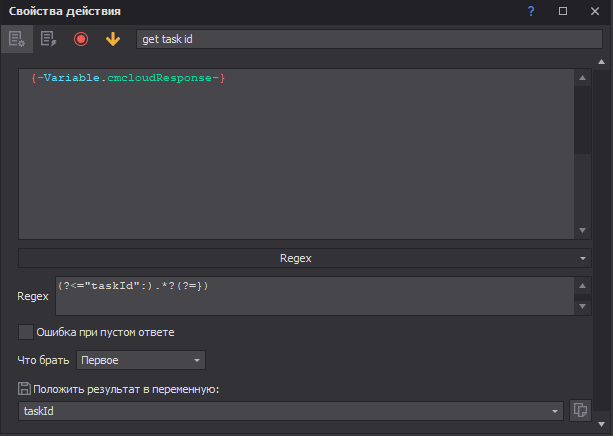 Свойства действия
?
get task id
{-Variable.cmcloudResponse-}
Regex
Regex
(?<="taskId":).*?(?=})
Ошибка при пустом ответе
Что брать
Первое
Положить результат в переменную:
taskId